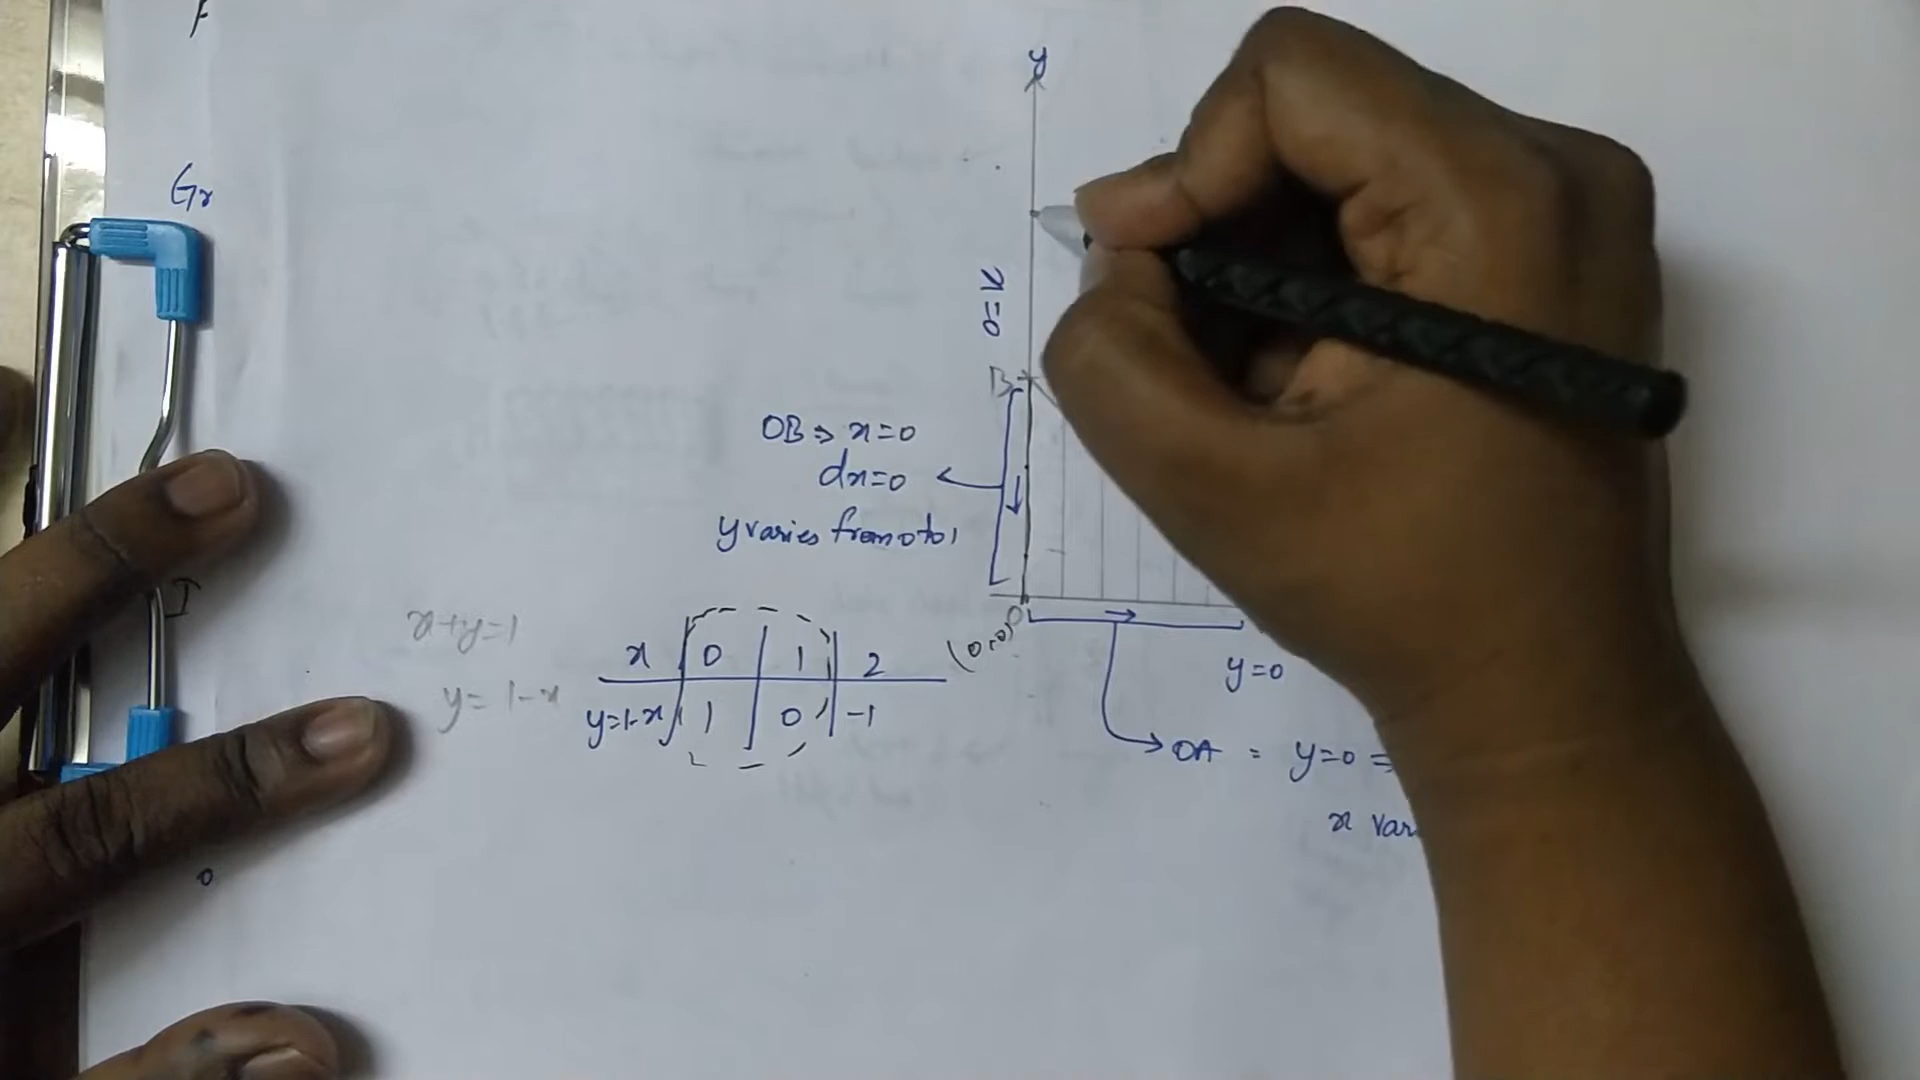 Gr
y
x=0
B
OB ⇒ x=0
dx=0
y varies from 0 to 1
O
(0,0)
x+y=1
y= 1-x
x | 0 | 1 | 2
y=1-x | 1 | 0 | -1
y=0
OA = y=0 =
x var
I
0